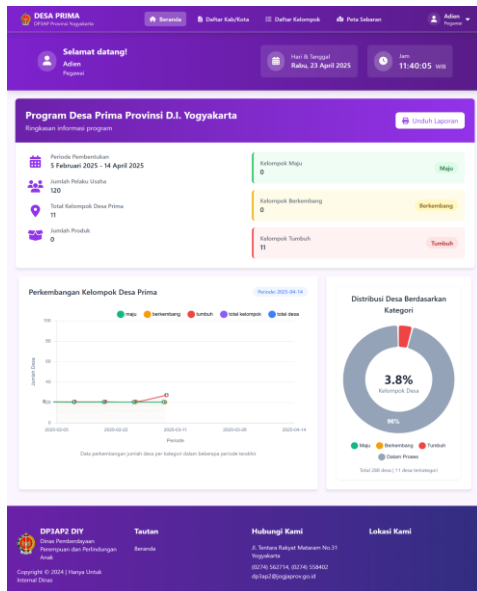 DESA PRIMA
DP3AP Provinsi Yogyakarta
Beranda
Daftar Kab/Kota
Daftar Kelompok
Peta Sebaran
Adien
Pegawai
Selamat datang!
Adien
Pegawai
Hari & Tanggal
Rabu, 23 April 2025
Jam
11:40:05 WIB
Program Desa Prima Provinsi D.I. Yogyakarta
Ringkasan informasi program
Unduh Laporan
Periode Pembentukan
5 Februari 2025 - 14 April 2025
Jumlah Pelaku Usaha
120
Total Kelompok Desa Prima
11
Jumlah Produk
0
Kelompok Maju
0
Maju
Kelompok Berkembang
0
Berkembang
Kelompok Tumbuh
11
Tumbuh
Perkembangan Kelompok Desa Prima
Periode: 2025-04-14
maju
berkembang
tumbuh
total kelompok
total desa
100
80
60
40
0
Jumlah Desa
2025-02-05
2025-02-22
2025-03-11
2025-03-28
2025-04-14
Periode
Data perkembangan jumlah desa per kategori dalam beberapa periode terakhir
Distribusi Desa Berdasarkan
Kategori
3.8%
Kelompok Desa
96%
Maju
Berkembang
Tumbuh
Dalam Proses
Total 288 desa | 11 desa terkategori
DP3AP2 DIY
Dinas Pemberdayaan
Perempuan dan Perlindungan
Anak
Copyright © 2024 | Hanya Untuk
Internal Dinas
Tautan
Beranda
Hubungi Kami
Jl. Tentara Rakyat Mataram No.31
Yogyakarta
(0274) 562714, (0274) 558402
dp3ap2@jogjaprov.go.id
Lokasi Kami